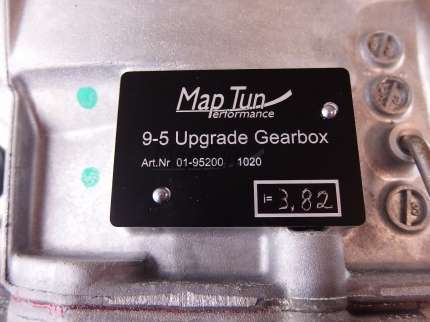 MapTun
Performance
9-5 Upgrade Gearbox
Art.Nr 01-95200 1020
i= 3,82